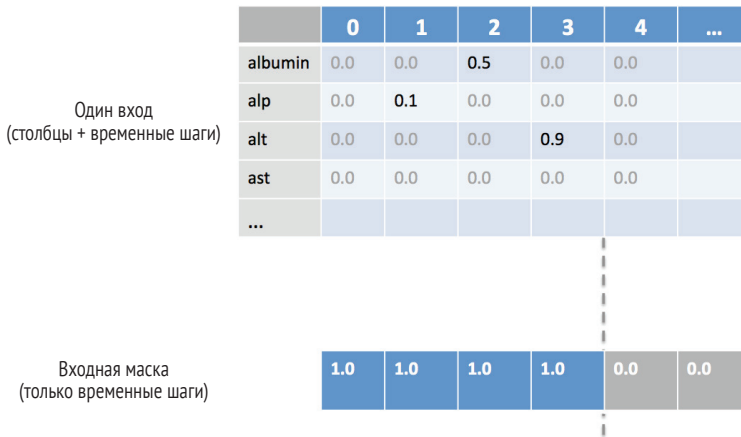 0 1 2 3 4 ...
albumin 0.0 0.0 0.5 0.0 0.0
Один вход
(столбцы + временные шаги)
alp 0.0 0.1 0.0 0.0 0.0
alt 0.0 0.0 0.0 0.9 0.0
ast 0.0 0.0 0.0 0.0 0.0
...
Входная маска
(только временные шаги)
1.0 1.0 1.0 1.0 0.0 0.0